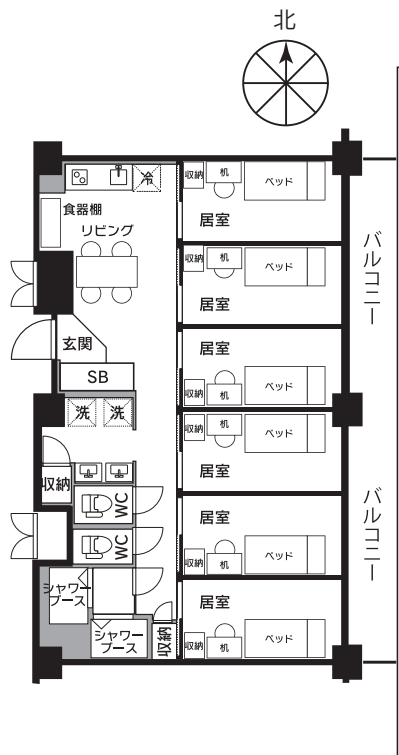 北
冷
収納
机
ベッド
食器棚
リビング
居室
収納
机
ベッド
居室
バルコニー
玄関
居室
SB
収納
机
ベッド
洗
洗
収納
机
ベッド
収納
居室
WC
居室
バルコニー
WC
収納
机
ベッド
シャワー
ブース
居室
シャワー
ブース
収納
収納
机
ベッド